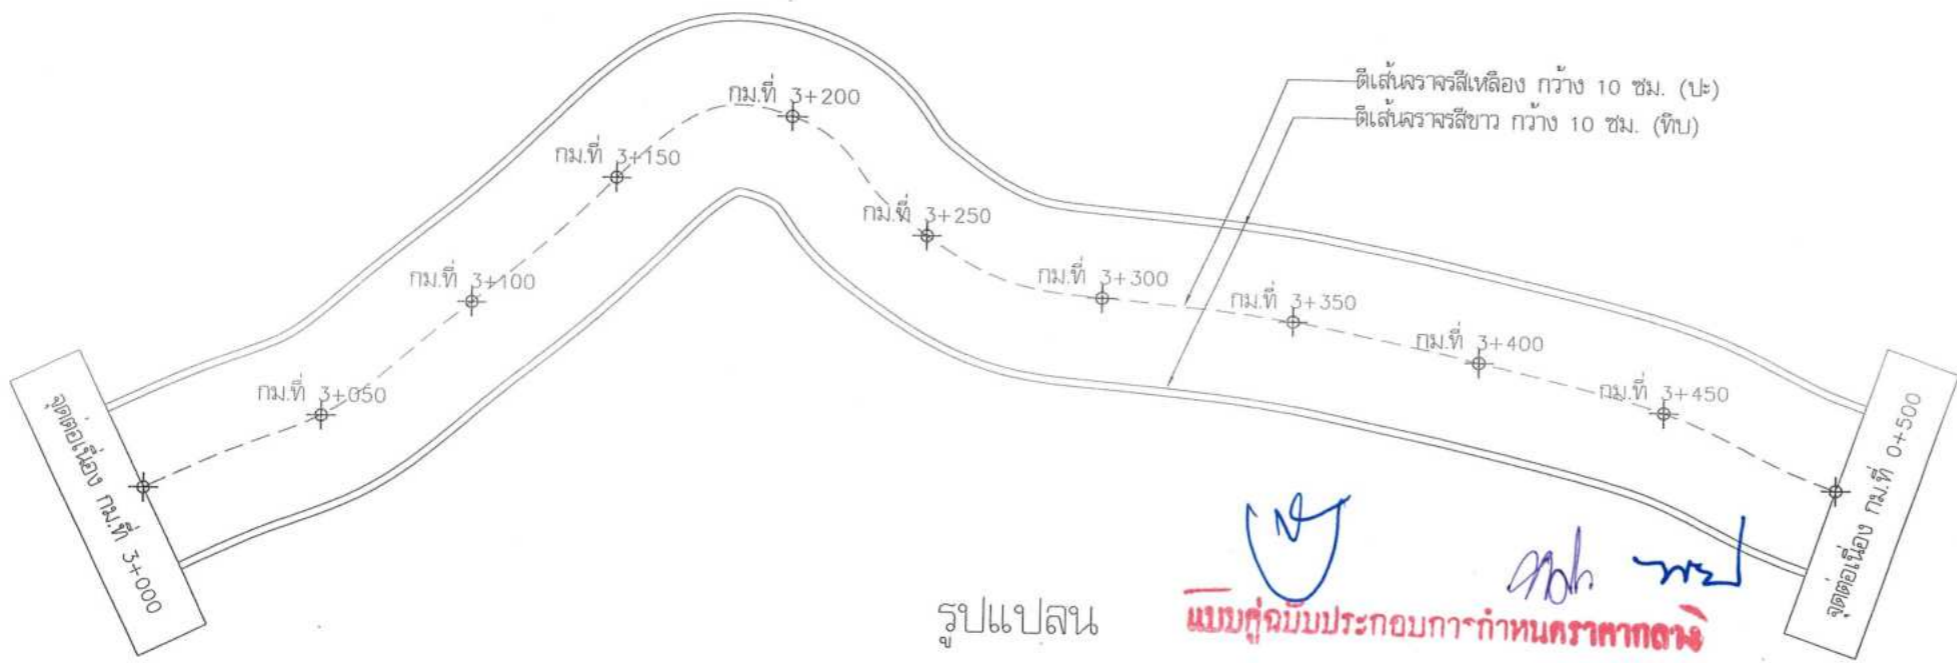 ตีเส้นจราจรสีเหลือง กว้าง 10 ซม. (ปะ)
ตีเส้นจราจรสีขาว กว้าง 10 ซม. (ทึบ)
กม.ที่ 3+200
กม.ที่ 3+150
กม.ที่ 3+250
กม.ที่ 3+100
กม.ที่ 3+300
กม.ที่ 3+350
กม.ที่ 3+400
กม.ที่ 3+050
กม.ที่ 3+450
จุดต่อเนื่อง กม.ที่ 3+000
จุดต่อเนื่อง กม.ที่ 0+500
รูปแปลน
แบบคู่ฉบับประกอบการกำหนดราคากลาง